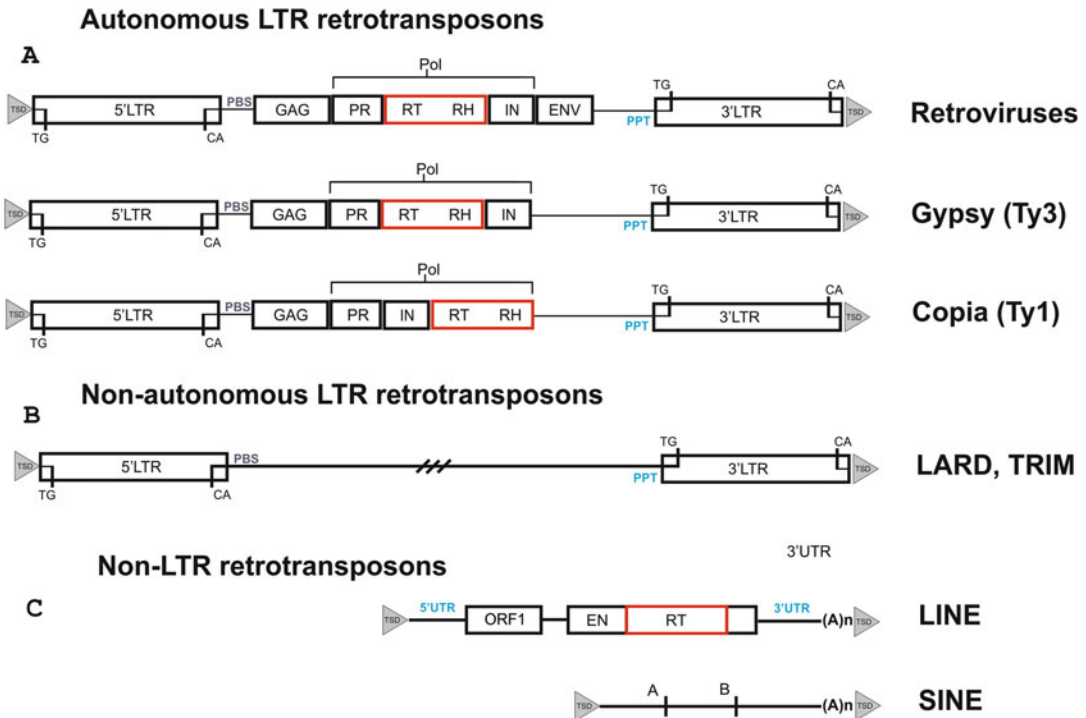 Autonomous LTR retrotransposons
A
Pol
TG CA
TSD 5'LTR PBS GAG PR RT RH IN ENV PPT 3'LTR TSD Retroviruses
TG CA
Pol
TG CA
TSD 5'LTR PBS GAG PR RT RH IN PPT 3'LTR TSD Gypsy (Ty3)
TG CA
Pol
TG CA
TSD 5'LTR PBS GAG PR IN RT RH PPT 3'LTR TSD Copia (Ty1)
TG CA
Non-autonomous LTR retrotransposons
B
TG CA
TSD 5'LTR PBS PPT 3'LTR TSD LARD, TRIM
TG CA
3'UTR
Non-LTR retrotransposons
C
TSD 5'UTR ORF1 EN RT 3'UTR (A)n TSD LINE
TSD A B (A)n TSD SINE